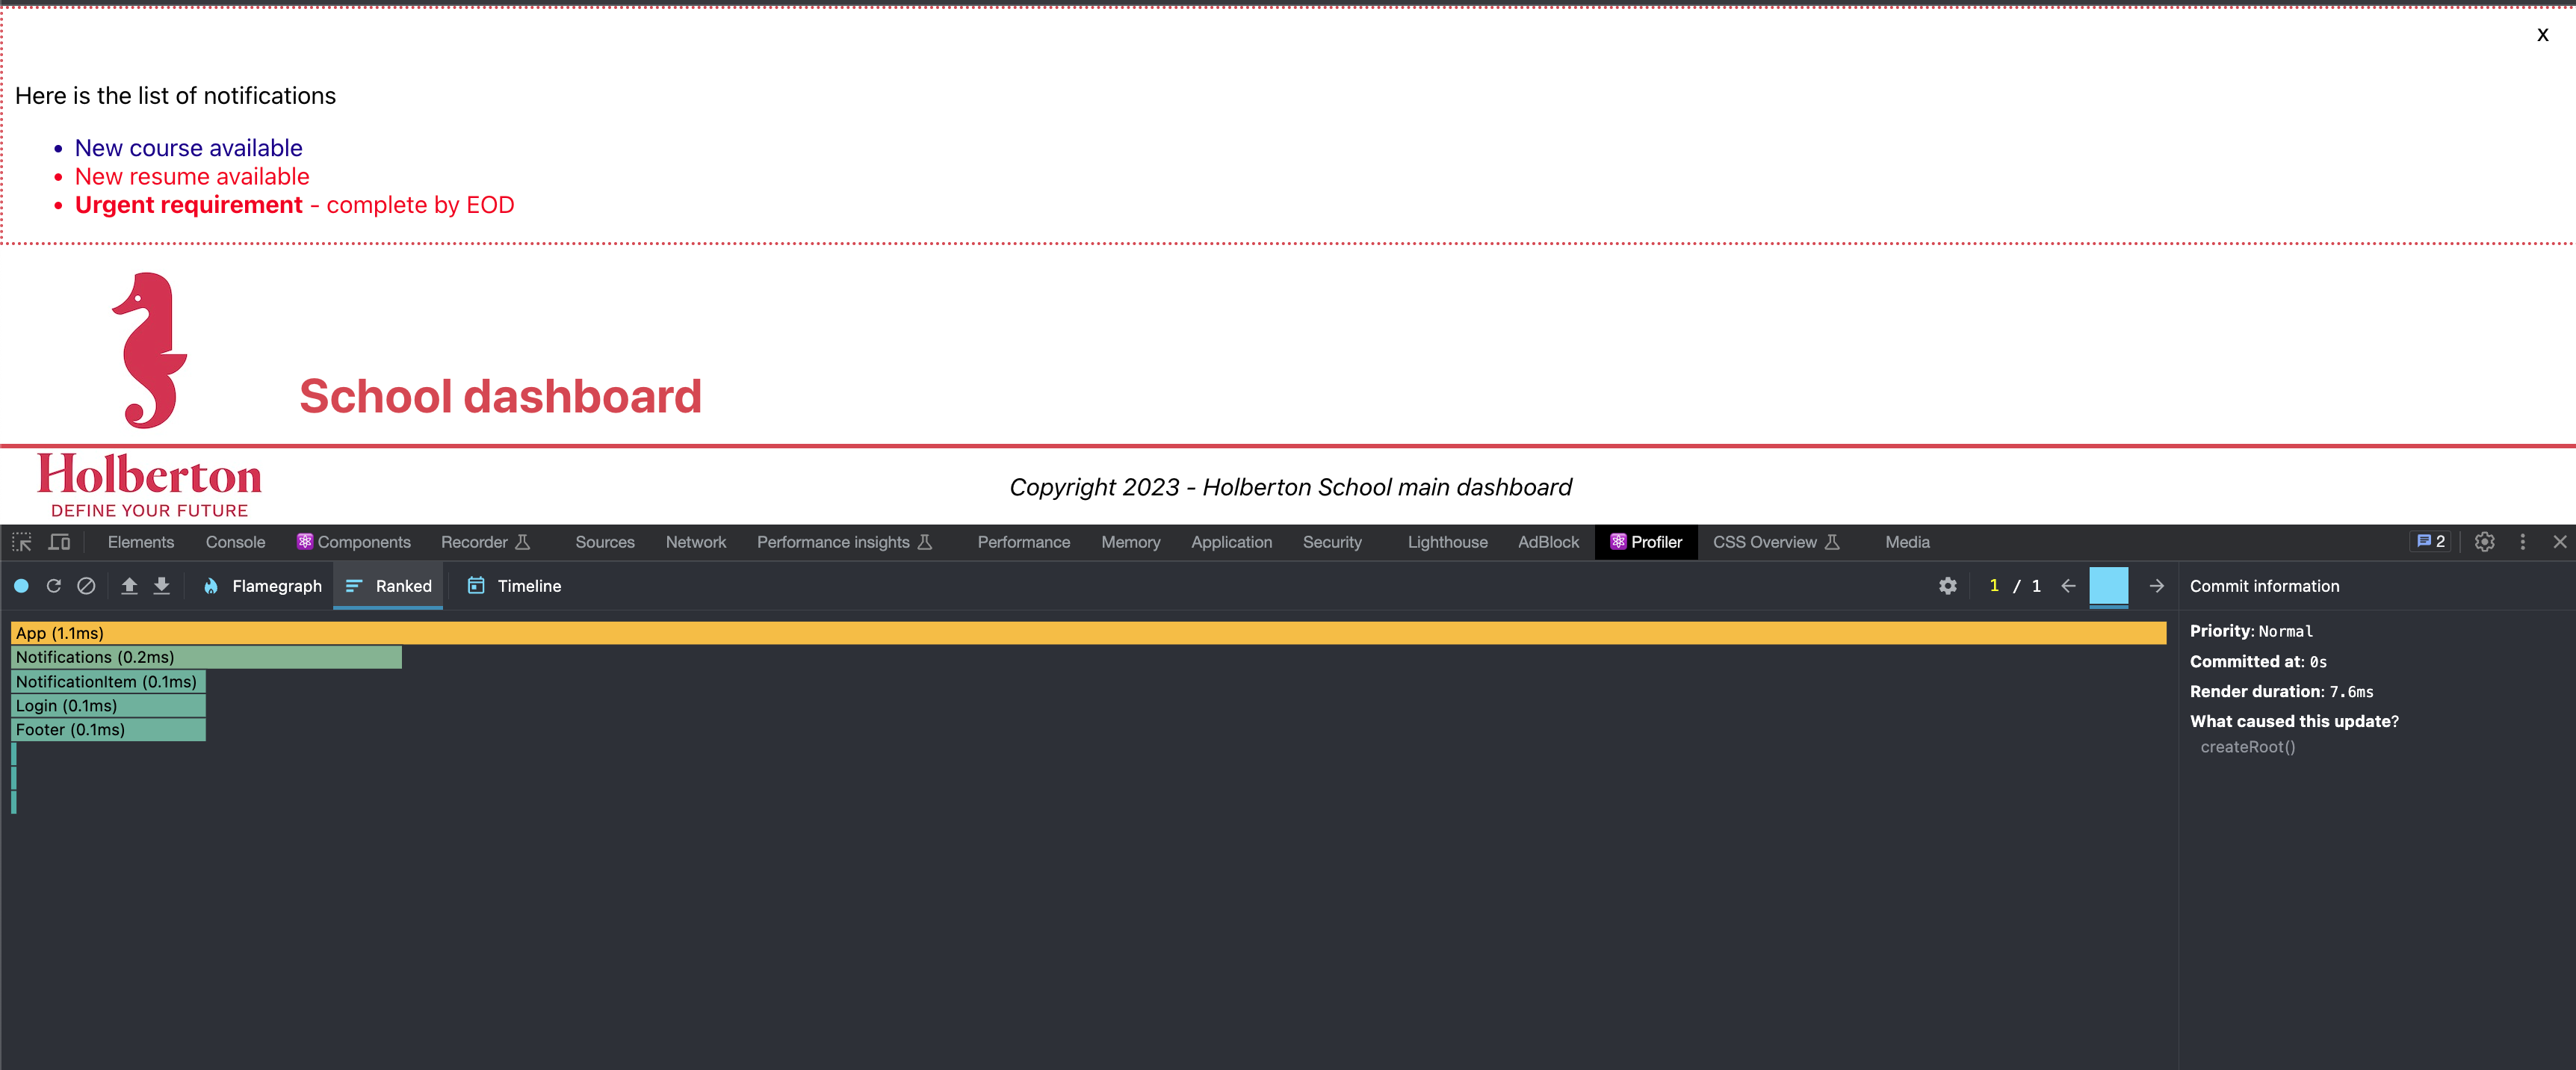 x
Here is the list of notifications
• New course available
• New resume available
• Urgent requirement - complete by EOD
School dashboard
Holberton
DEFINE YOUR FUTURE
Copyright 2023 - Holberton School main dashboard
Elements Console Components Recorder Sources Network Performance insights Performance Memory Application Security Lighthouse AdBlock Profiler CSS Overview Media 2
Flamegraph Ranked Timeline 1 / 1 Commit information
App (1.1ms)
Notifications (0.2ms)
NotificationItem (0.1ms)
Login (0.1ms)
Footer (0.1ms)
Priority: Normal
Committed at: 0s
Render duration: 7.6ms
What caused this update?
createRoot()